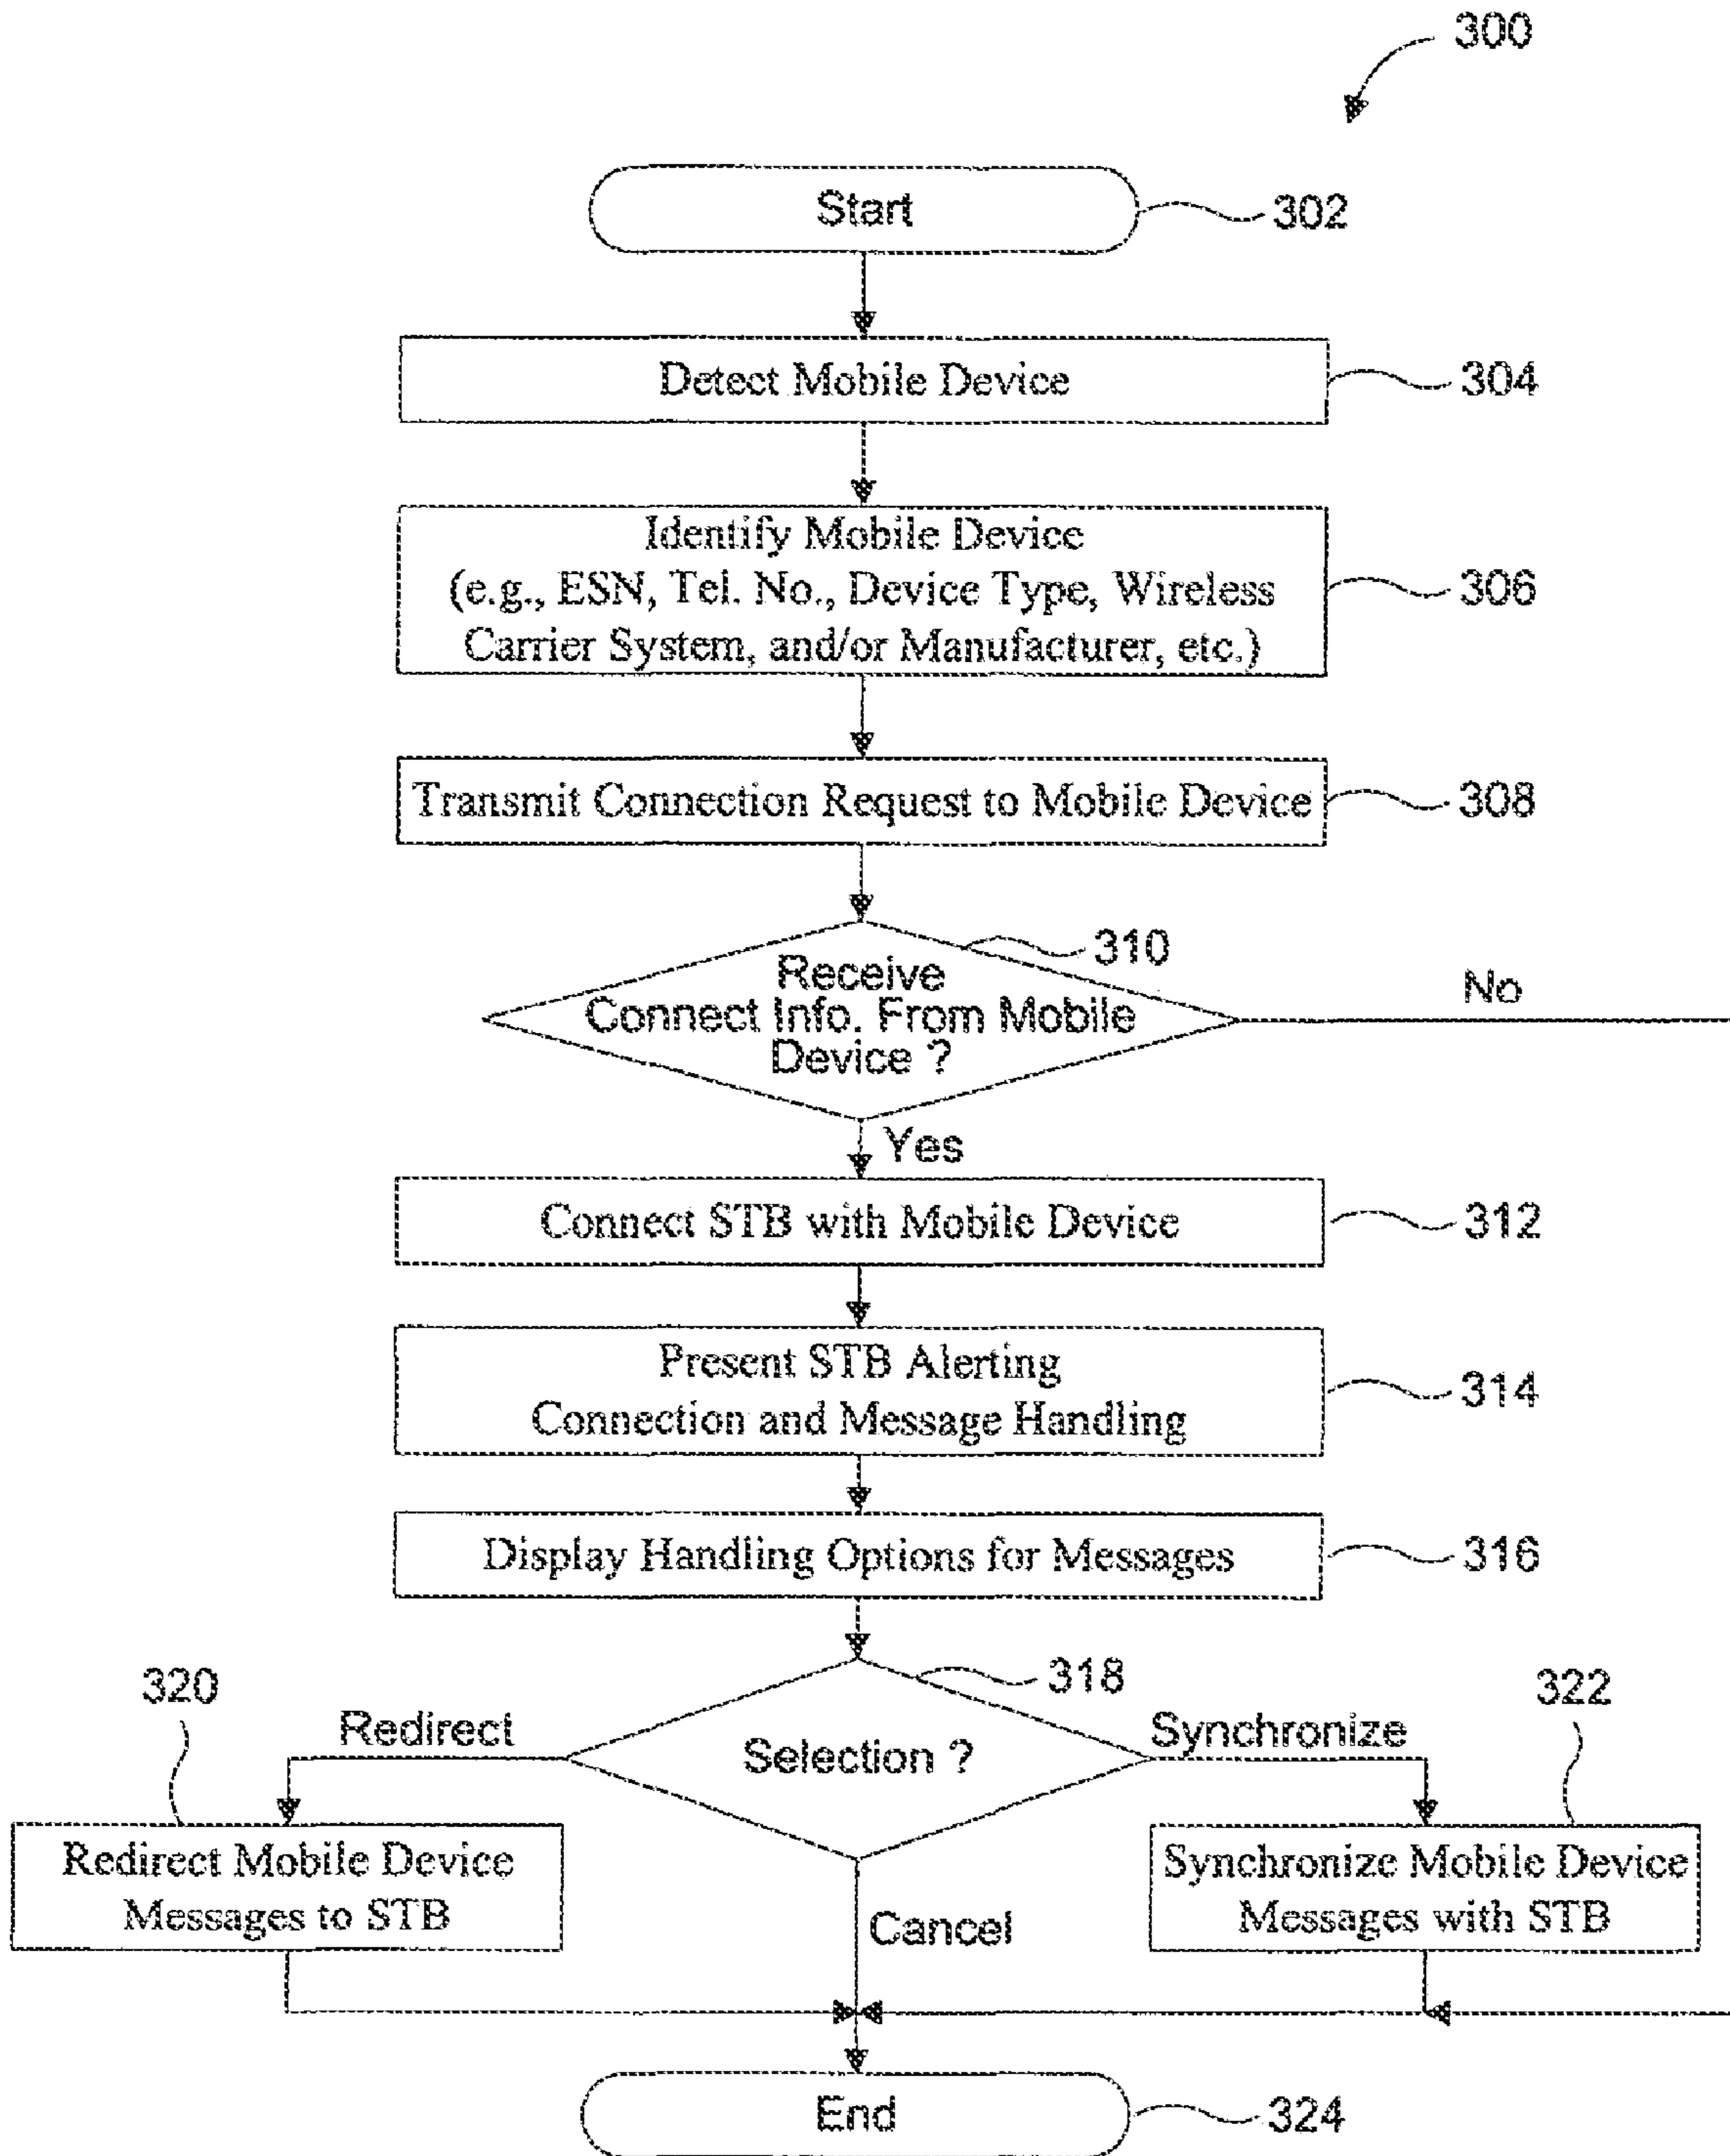 300
Start
302
Detect Mobile Device
304
Identify Mobile Device
(e.g., ESN, Tel. No., Device Type, Wireless
Carrier System, and/or Manufacturer, etc.)
306
Transmit Connection Request to Mobile Device
308
310
Receive
Connect Info. From Mobile
Device ?
No
Yes
Connect STB with Mobile Device
312
Present STB Alerting
Connection and Message Handling
314
Display Handling Options for Messages
316
318
320
322
Redirect
Selection ?
Synchronize
Redirect Mobile Device
Messages to STB
Synchronize Mobile Device
Messages with STB
Cancel
End
324